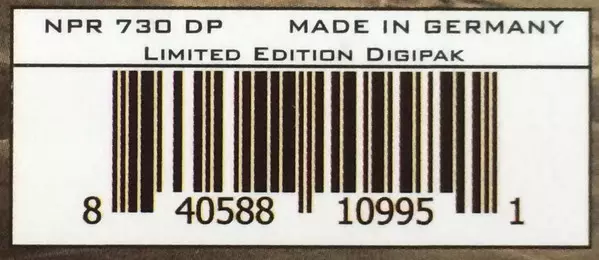 NPR 730 DP MADE IN GERMANY
LIMITED EDITION DIGIPAK
8 40588 10995 1